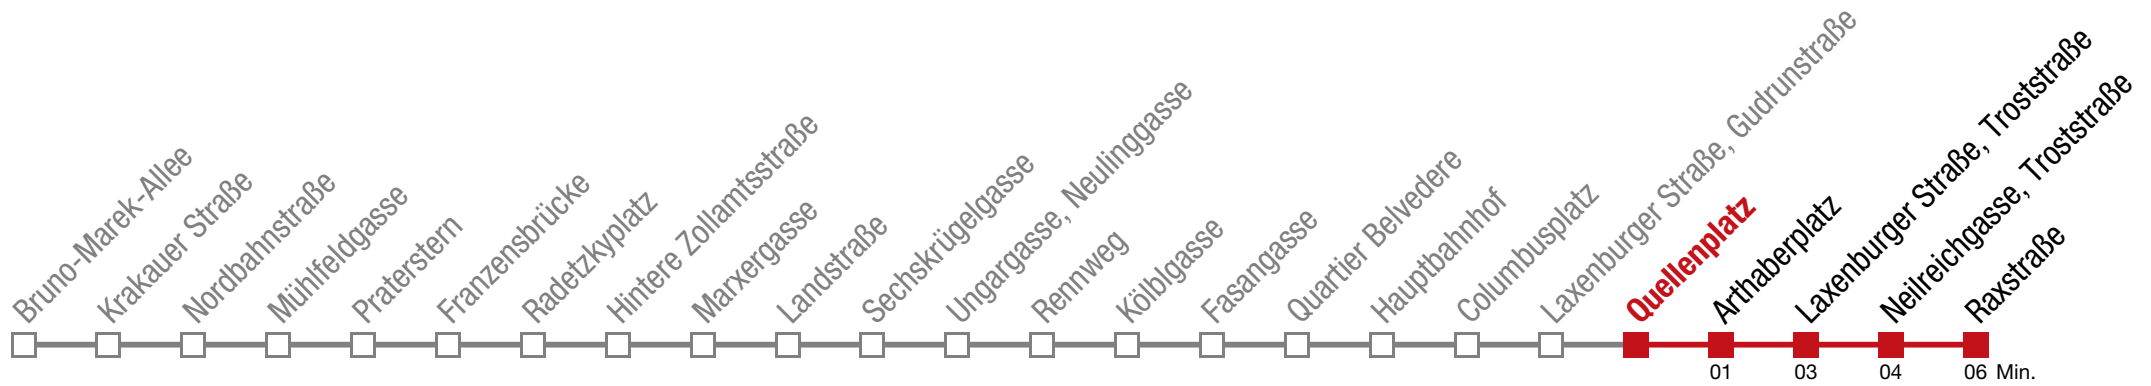 Bruno-Marek-Allee
Krakauer Straße
Nordbahnstraße
Mühlfeldgasse
Praterstern
Franzensbrücke
Radetzkyplatz
Hintere Zollamtsstraße
Marxergasse
Landstraße
Sechskrügelgasse
Ungargasse, Neulinggasse
Rennweg
Kölblgasse
Fasangasse
Quartier Belvedere
Hauptbahnhof
Columbusplatz
Laxenburger Straße, Gudrunstraße
Quellenplatz
Arthaberplatz
Laxenburger Straße, Troststraße
Neilreichgasse, Troststraße
Raxstraße
01 03 04 06 Min.